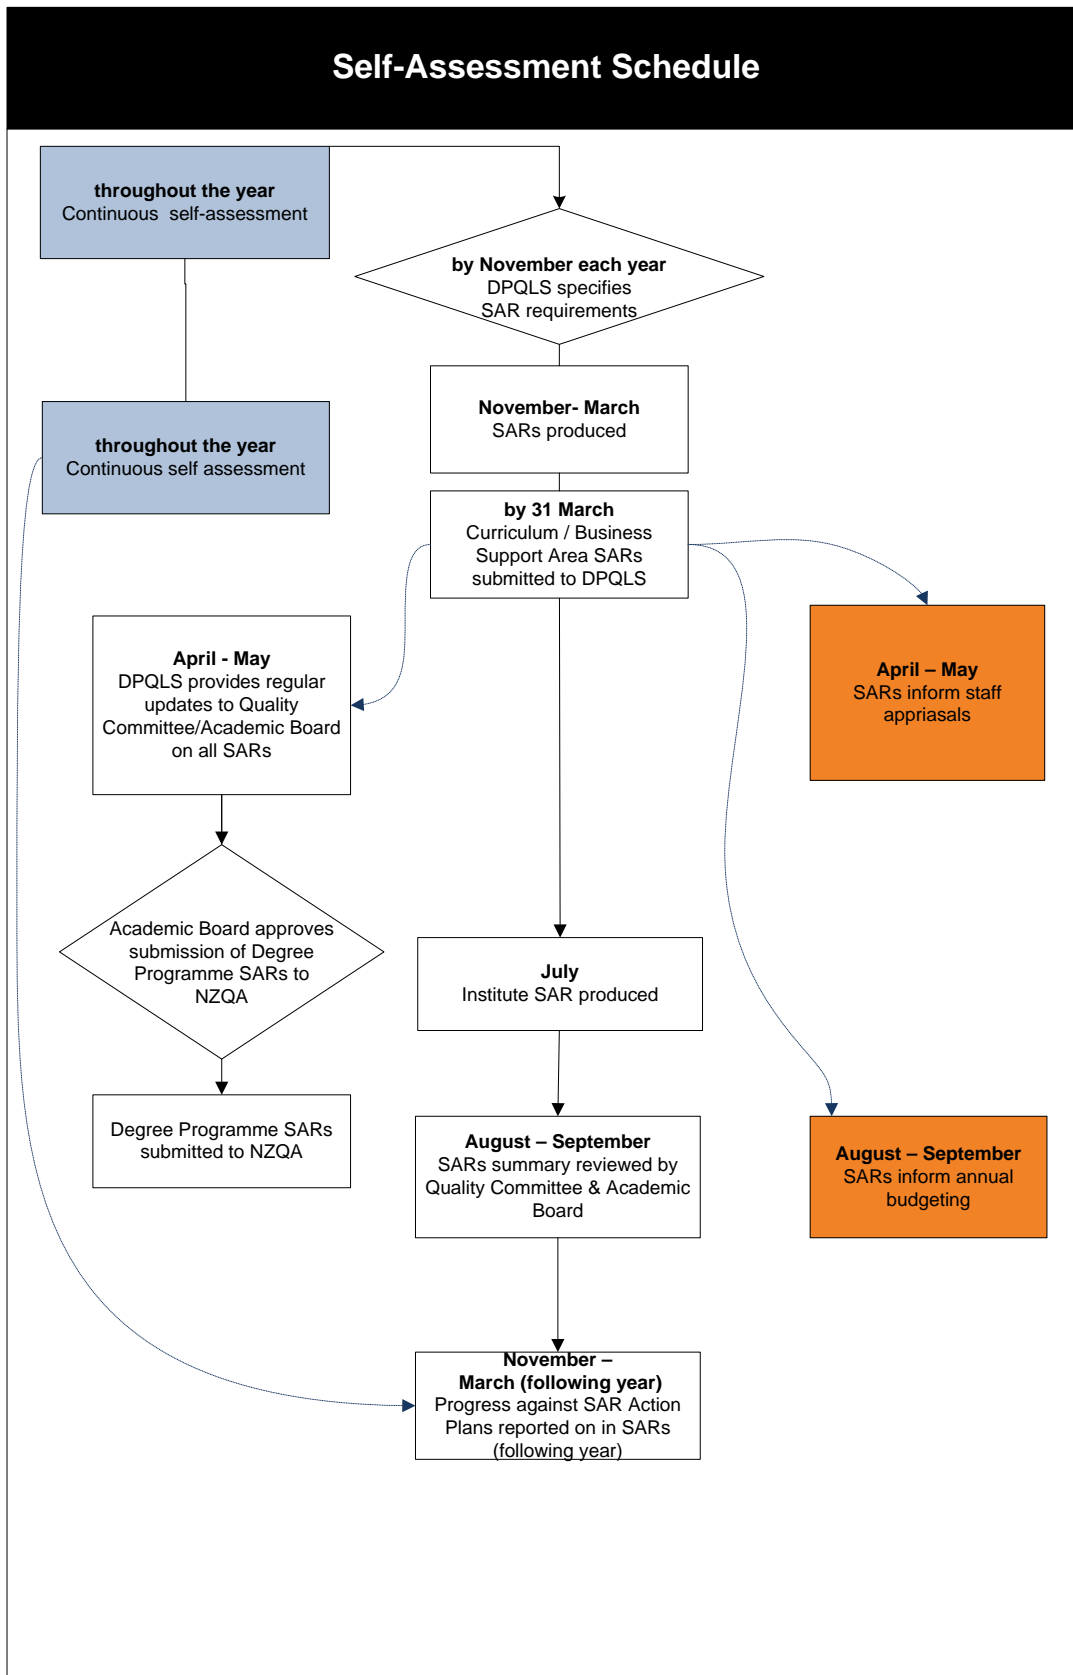 Self-Assessment Schedule
throughout the year
Continuous  self-assessment
by November each year
DPQLS specifies
SAR requirements
November- March
SARs produced
throughout the year
Continuous self assessment
by 31 March
Curriculum / Business
Support Area SARs
submitted to DPQLS
April - May
DPQLS provides regular
updates to Quality
Committee/Academic Board
on all SARs
April – May
SARs inform staff
appriasals
Academic Board approves
submission of Degree
Programme SARs to
NZQA
July
Institute SAR produced
Degree Programme SARs
submitted to NZQA
August – September
SARs summary reviewed by
Quality Committee & Academic
Board
August – September
SARs inform annual
budgeting
November –
March (following year)
Progress against SAR Action
Plans reported on in SARs
(following year)